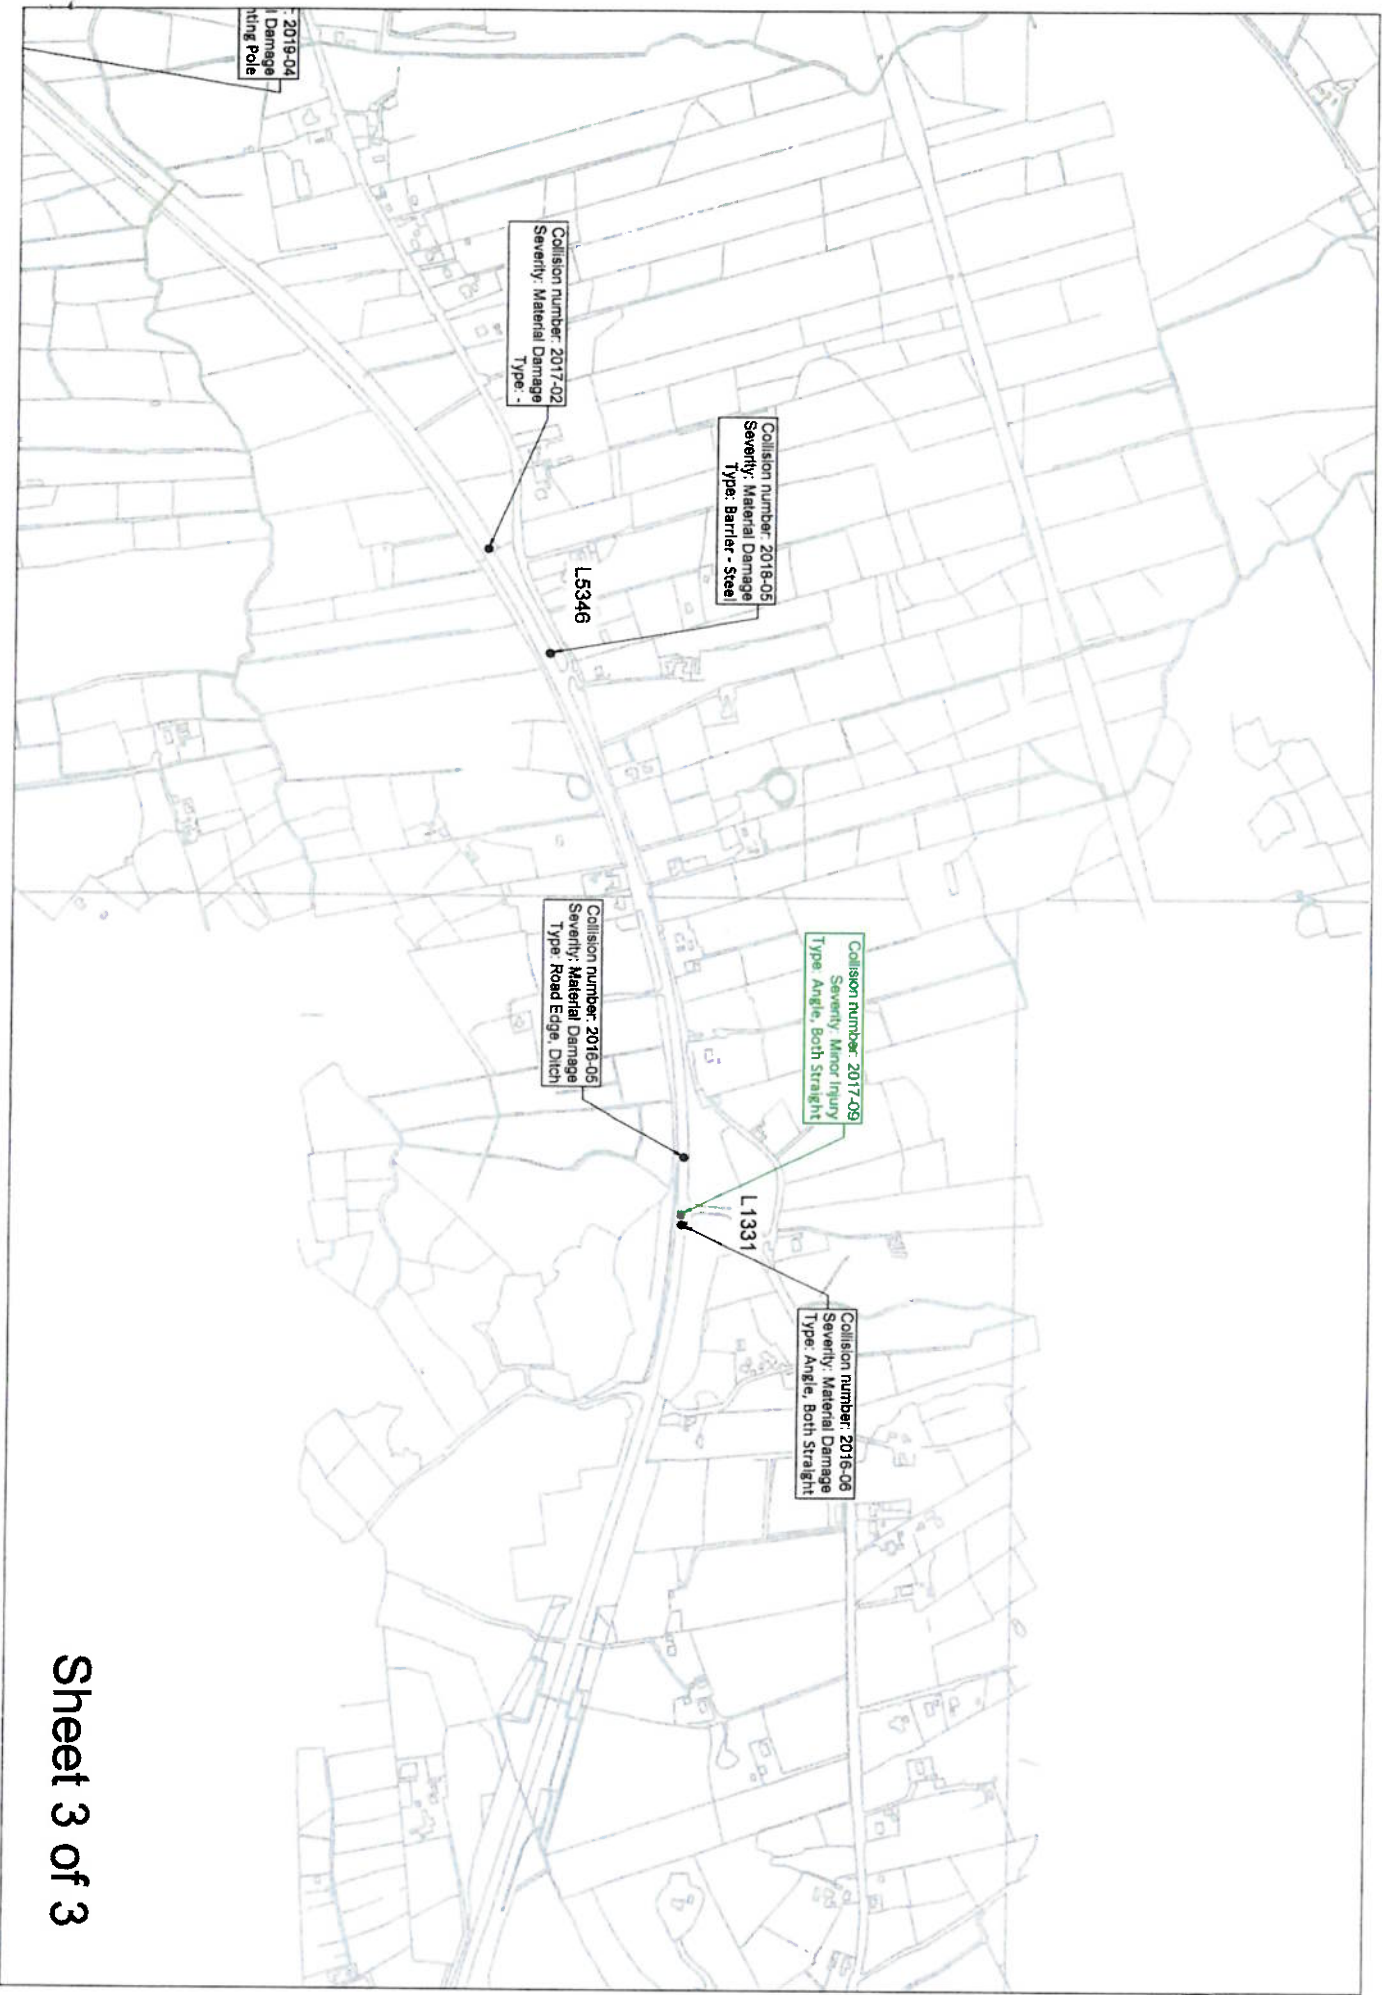 : 2019-04
l Damage
nting Pole
Collision number: 2017-02
Severity: Material Damage
Type: -
L5346
Collision number: 2018-05
Severity: Material Damage
Type: Barrier - Steel
Collision number: 2016-05
Severity: Material Damage
Type: Road Edge, Ditch
Collision number: 2017-09
Severity: Minor Injury
Type: Angle, Both Straight
L1331
Collision number: 2016-06
Severity: Material Damage
Type: Angle, Both Straight
Sheet 3 of 3